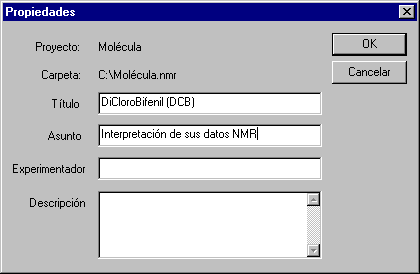 Propiedades
Proyecto: Molécula
OK
Carpeta: C:\Molécula.nmr
Cancelar
Título DiCloroBifenil (DCB)
Asunto Interpretación de sus datos NMR
Experimentador
Descripción